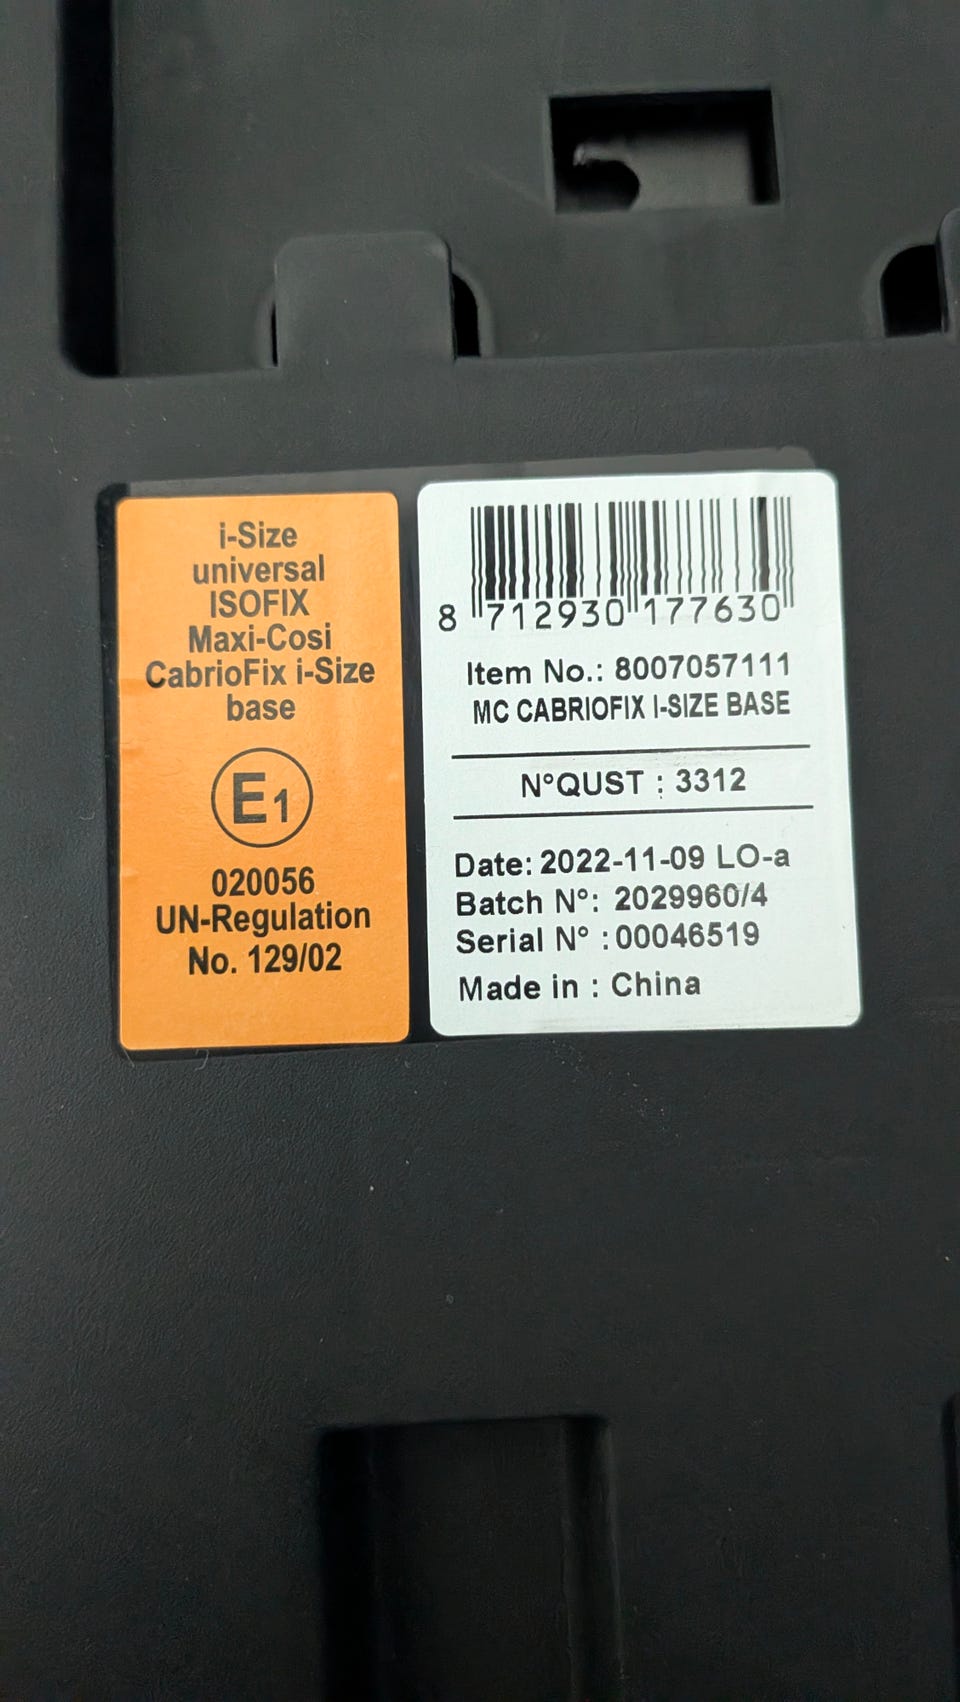 i-Size
universal
ISOFIX
Maxi-Cosi
CabrioFix i-Size
base
E1
020056
UN-Regulation
No. 129/02
8 712930 177630
Item No.: 8007057111
MC CABRIOFIX I-SIZE BASE
N°QUST : 3312
Date: 2022-11-09 LO-a
Batch N°: 2029960/4
Serial N° :00046519
Made in : China